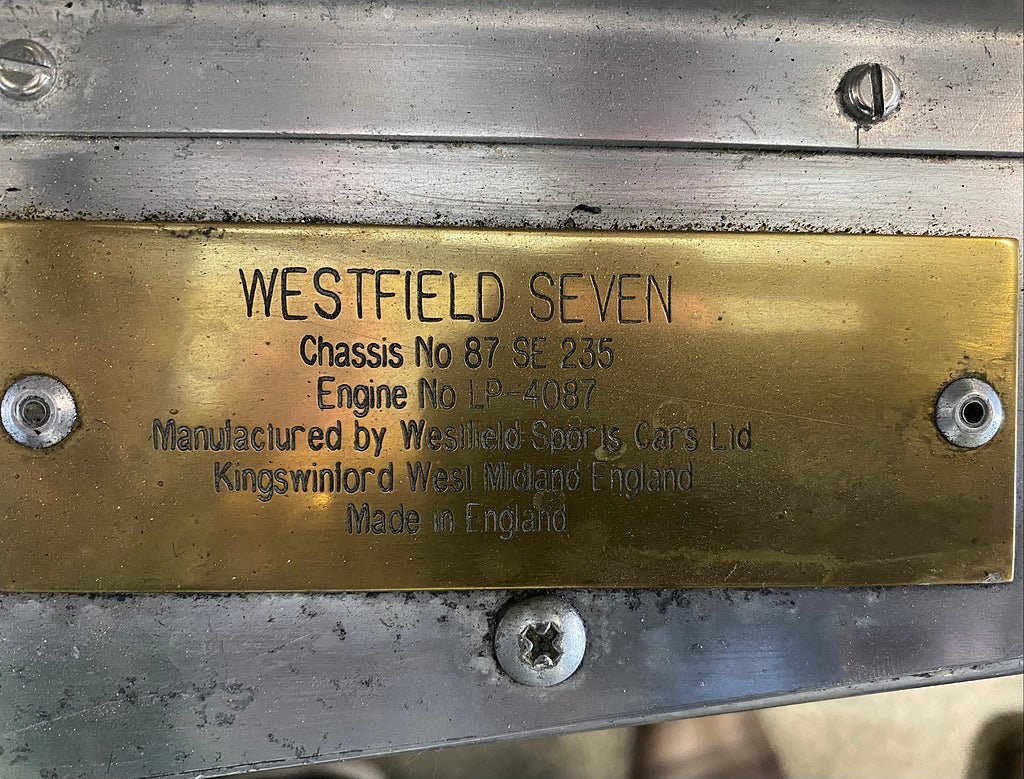 WESTFIELD SEVEN
Chassis No 87 SE 235
Engine No LP-4087
Manufactured by Westfield Sports Cars Ltd
Kingswinford West Midland England
Made in England